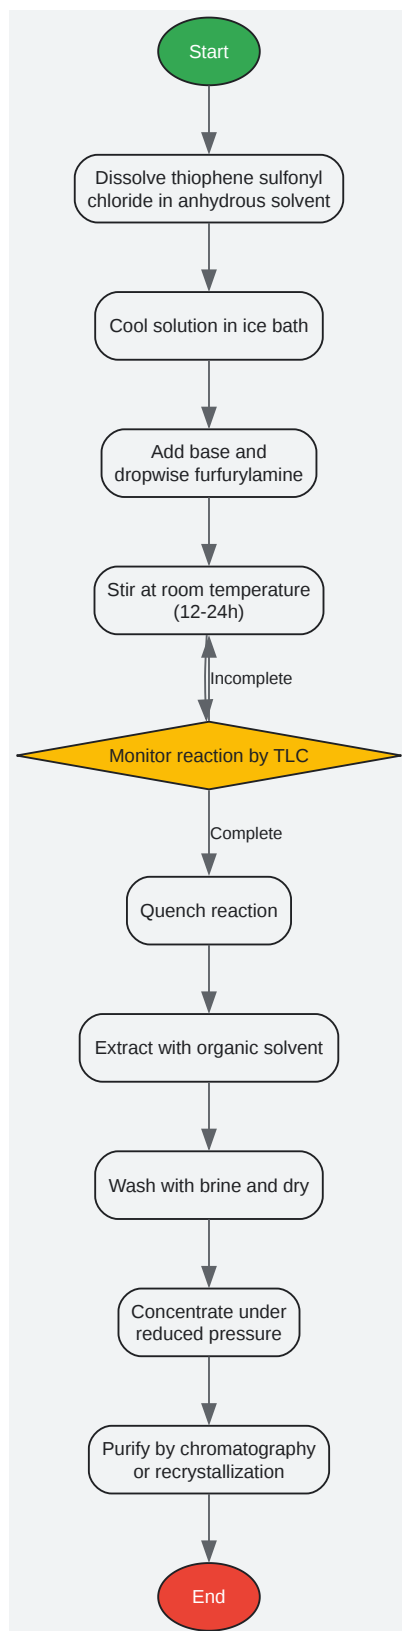 Start
Dissolve thiophene sulfonyl
chloride in anhydrous solvent
Cool solution in ice bath
Add base and
dropwise furfurylamine
Stir at room temperature
(12-24h)
Incomplete
Monitor reaction by TLC
Complete
Quench reaction
Extract with organic solvent
Wash with brine and dry
Concentrate under
reduced pressure
Purify by chromatography
or recrystallization
End